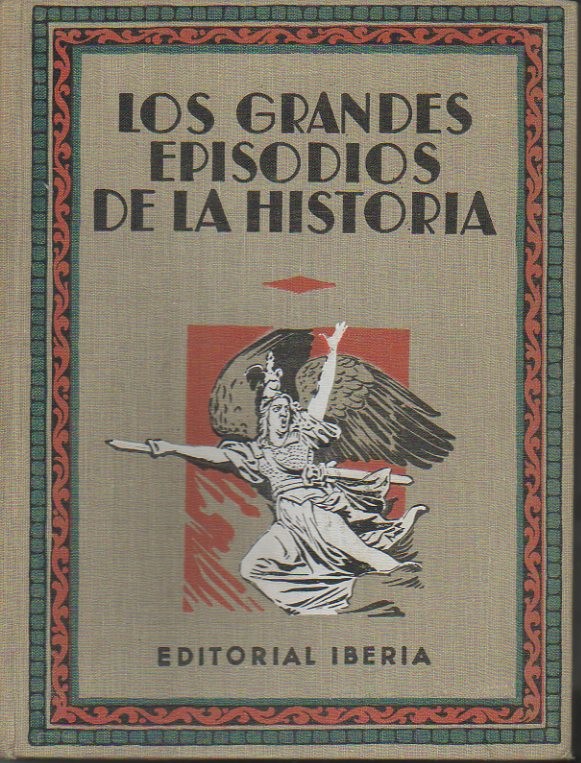 LOS GRANDES
EPISODIOS
DE LA HISTORIA
EDITORIAL IBERIA